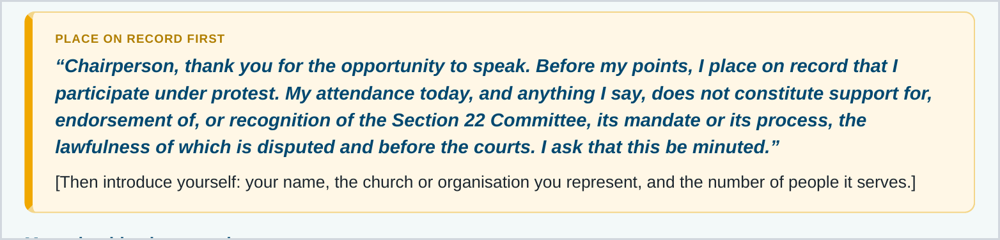 PLACE ON RECORD FIRST
“Chairperson, thank you for the opportunity to speak. Before my points, I place on record that I
participate under protest. My attendance today, and anything I say, does not constitute support for,
endorsement of, or recognition of the Section 22 Committee, its mandate or its process, the
lawfulness of which is disputed and before the courts. I ask that this be minuted.”
[Then introduce yourself: your name, the church or organisation you represent, and the number of people it serves.]